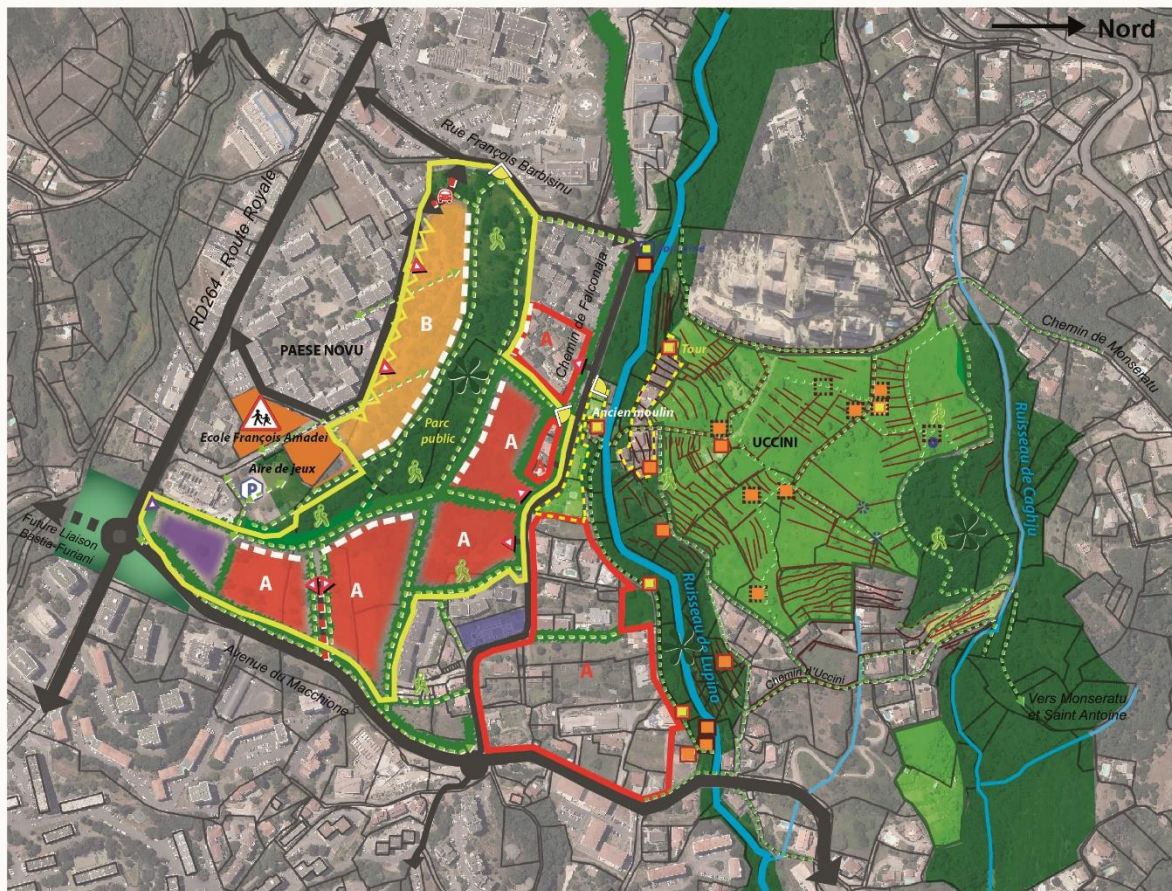 Nord
Rue François Barbisinu
RD264 - Route Royale
Chemin de Falconaja
Chemin de Monseratu
PAESE NOVU
B
A
Tour
Ancien moulin
UCCINI
Parc
public
A
Ecole François Amadei
Aire de jeux
P
Ruisseau de Caghju
Future Liaison
Bastia-Furiani
A
A
A
Ruisseau de Lupino
A
Avenue du Macchione
Chemin d'Uccini
Vers Monseratu
et Saint Antoine